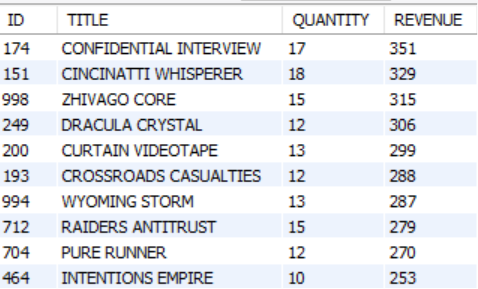 ID TITLE QUANTITY REVENUE
174 CONFIDENTIAL INTERVIEW 17 351
151 CINCINATTI WHISPERER 18 329
998 ZHIVAGO CORE 15 315
249 DRACULA CRYSTAL 12 306
200 CURTAIN VIDEOTAPE 13 299
193 CROSSROADS CASUALTIES 12 288
994 WYOMING STORM 13 287
712 RAIDERS ANTITRUST 15 279
704 PURE RUNNER 12 270
464 INTENTIONS EMPIRE 10 253